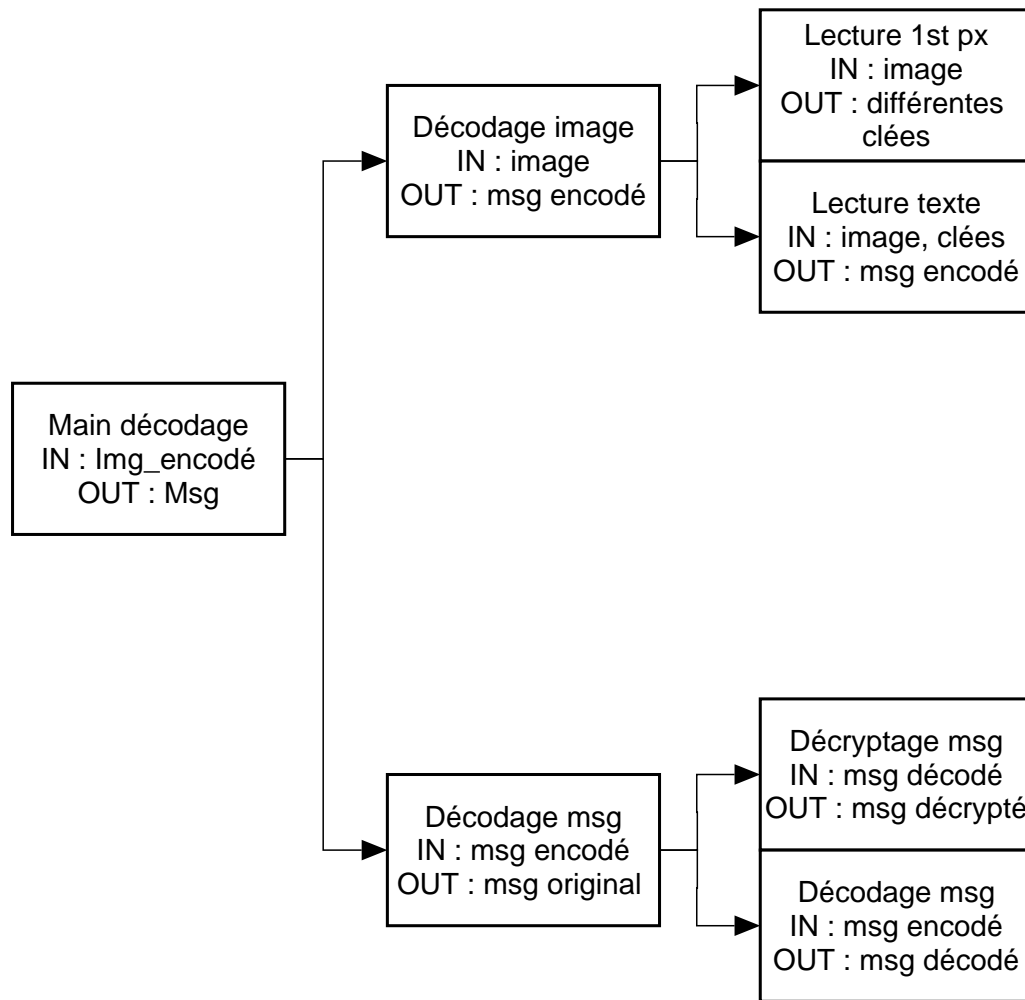 Lecture 1st px
IN : image
OUT : différentes
clées
Décodage image
IN : image
OUT : msg encodé
Lecture texte
IN : image, clées
OUT : msg encodé
Main décodage
IN : Img_encodé
OUT : Msg
Décryptage msg
IN : msg décodé
OUT : msg décrypté
Décodage msg
IN : msg encodé
OUT : msg original
Décodage msg
IN : msg encodé
OUT : msg décodé